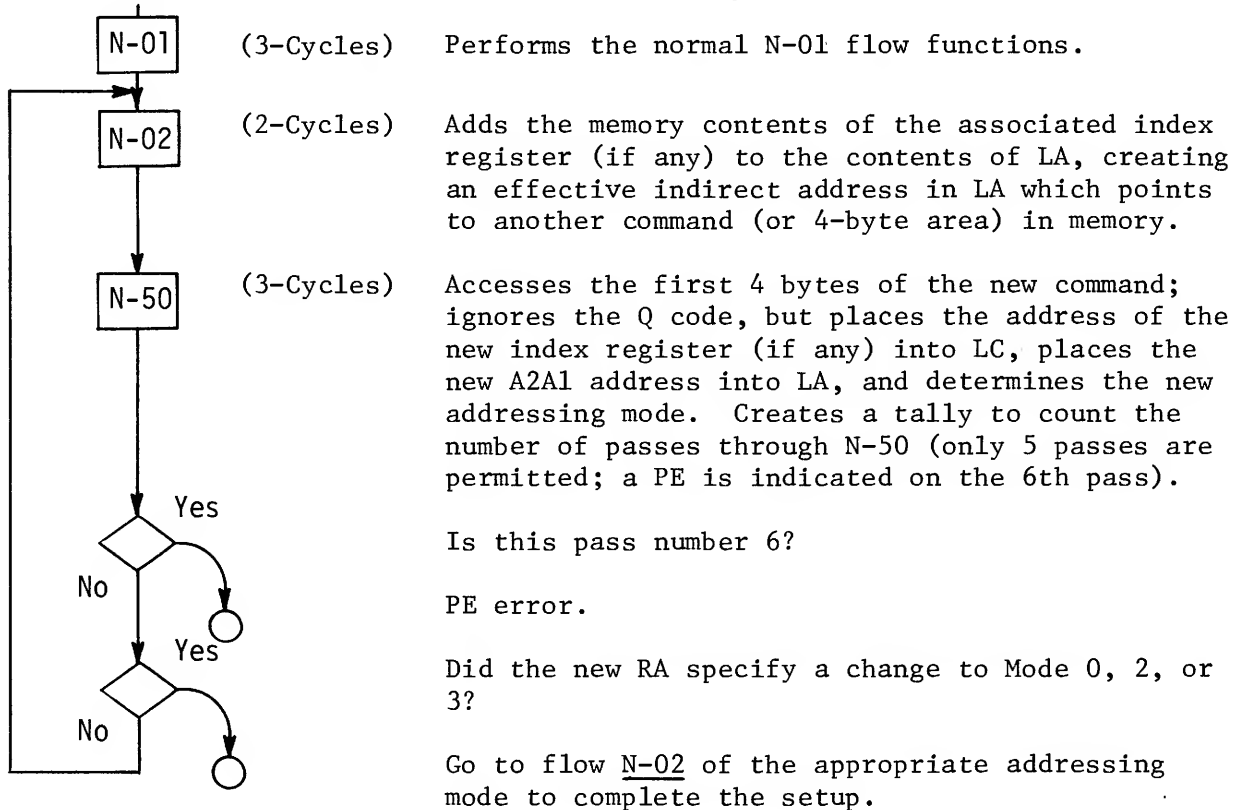 N-01 (3-Cycles) Performs the normal N-01 flow functions.
N-02 (2-Cycles) Adds the memory contents of the associated index
register (if any) to the contents of LA, creating
an effective indirect address in LA which points
to another command (or 4-byte area) in memory.
N-50 (3-Cycles) Accesses the first 4 bytes of the new command;
ignores the Q code, but places the address of the
new index register (if any) into LC, places the
new A2A1 address into LA, and determines the new
addressing mode. Creates a tally to count the
number of passes through N-50 (only 5 passes are
permitted; a PE is indicated on the 6th pass).
Yes
Is this pass number 6?
No
PE error.
Yes
Did the new RA specify a change to Mode 0, 2, or
3?
No
Go to flow N-02 of the appropriate addressing
mode to complete the setup.